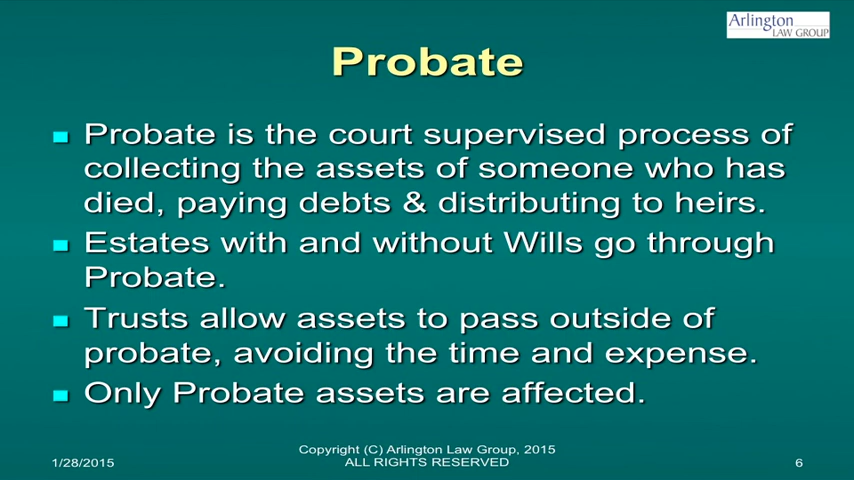 Arlington
LAW GROUP
Probate
Probate is the court supervised process of
collecting the assets of someone who has
died, paying debts & distributing to heirs.
Estates with and without Wills go through
Probate.
Trusts allow assets to pass outside of
probate, avoiding the time and expense.
Only Probate assets are affected.
1/28/2015
Copyright (C) Arlington Law Group, 2015
ALL RIGHTS RESERVED
6